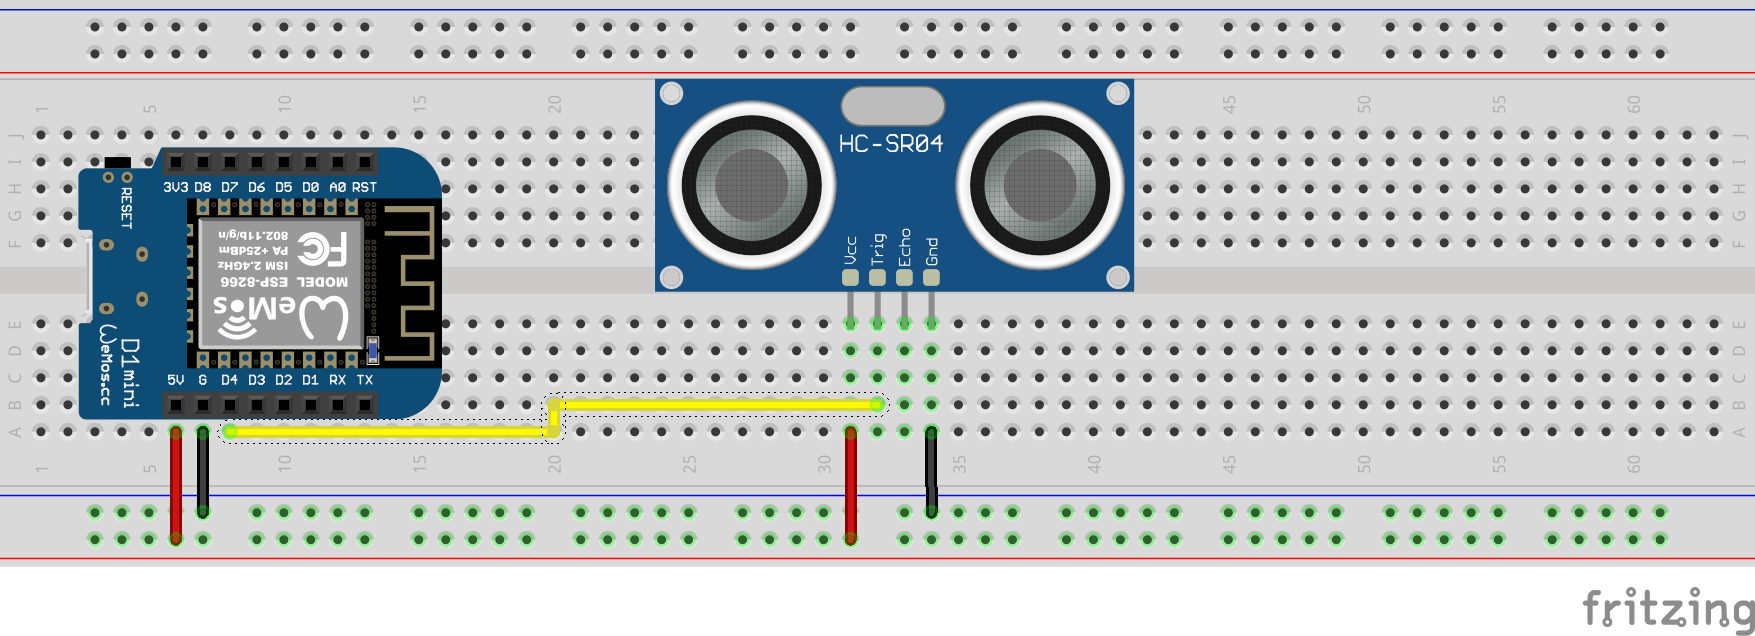 1 5 10 15 20 45 50 55 60
J J
I I
H H
G G
F F
HC-SR04
Vcc Trig Echo Gnd
3V3 D8 D7 D6 D5 D0 A0 RST
RESET
802.11b/g/n
PA +25dBm
ISM 2.4GHz
MODEL ESP-8266
FC
WeMos
D1mini
WeMos.cc
5V G D4 D3 D2 D1 RX TX
E E
D D
C C
B B
A A
1 5 10 15 20 25 30 35 40 45 50 55 60
fritzing